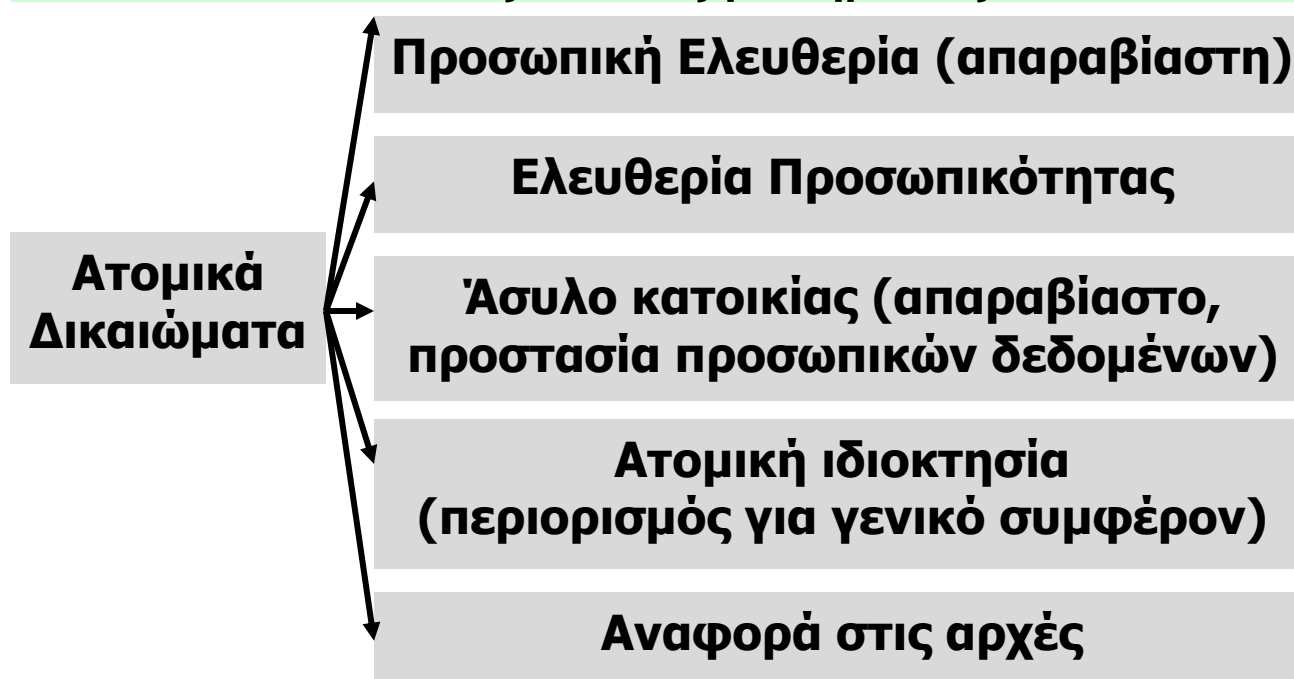 Προσωπική Ελευθερία (απαραβίαστη)
Ελευθερία Προσωπικότητας
Ατομικά
Δικαιώματα
Άσυλο κατοικίας (απαραβίαστο,
προστασία προσωπικών δεδομένων)
Ατομική ιδιοκτησία
(περιορισμός για γενικό συμφέρον)
Αναφορά στις αρχές